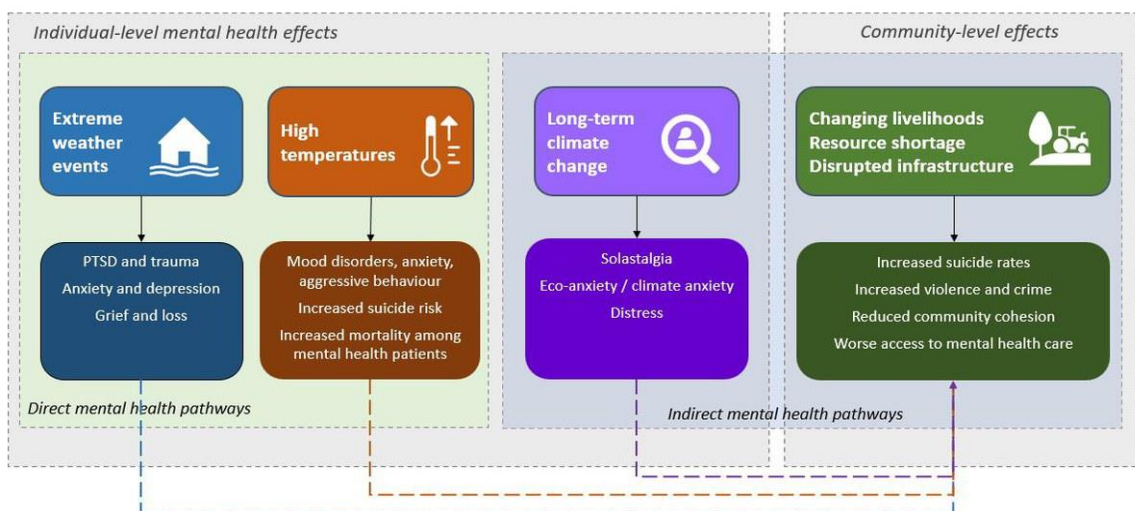 Individual-level mental health effects
Community-level effects
Extreme
weather
events
High
temperatures
Long-term
climate
change
Changing livelihoods
Resource shortage
Disrupted infrastructure
PTSD and trauma
Anxiety and depression
Grief and loss
Mood disorders, anxiety,
aggressive behaviour
Increased suicide risk
Increased mortality among
mental health patients
Solastalgia
Eco-anxiety / climate anxiety
Distress
Increased suicide rates
Increased violence and crime
Reduced community cohesion
Worse access to mental health care
Direct mental health pathways
Indirect mental health pathways